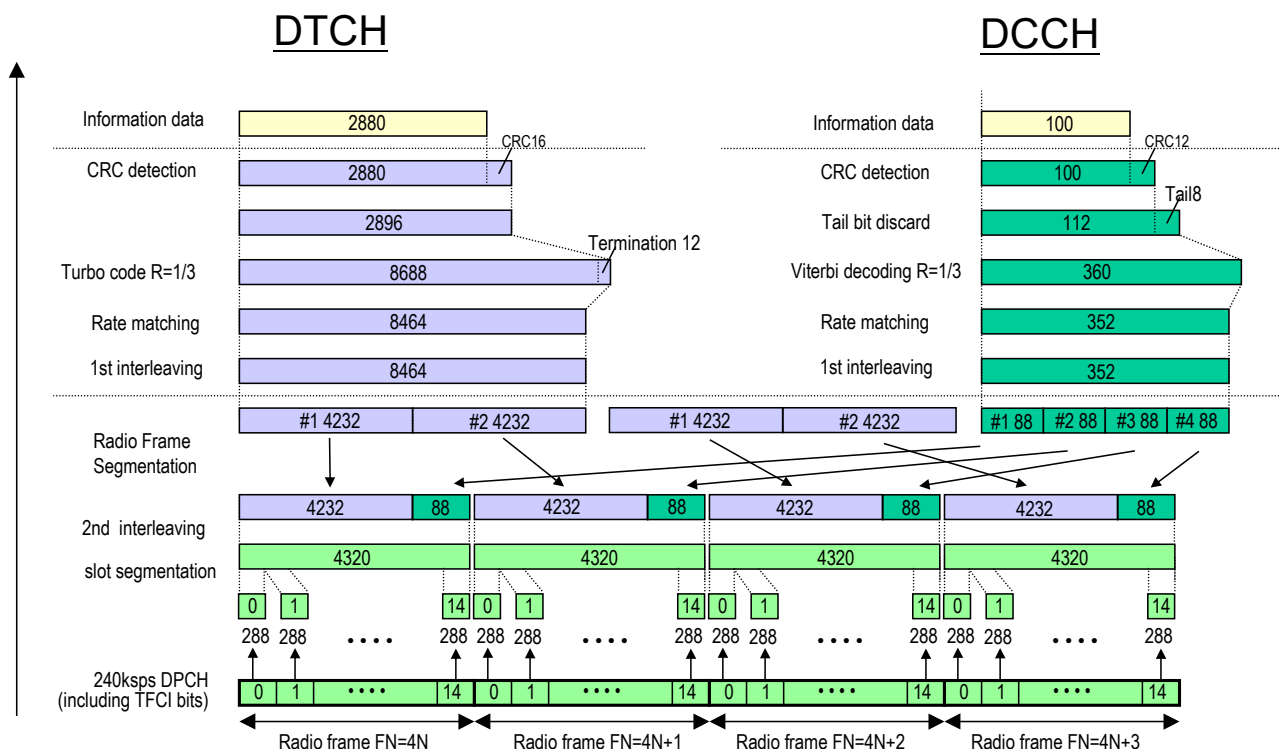 DTCH DCCH
Information data 2880 Information data 100
CRC16 CRC12
CRC detection 2880 CRC detection 100
Tail8
2896 Tail bit discard 112
Termination 12
Turbo code R=1/3 8688 Viterbi decoding R=1/3 360
Rate matching 8464 Rate matching 352
1st interleaving 8464 1st interleaving 352
#1 4232 #2 4232 #1 4232 #2 4232 #1 88 #2 88 #3 88 #4 88
Radio Frame
Segmentation
4232 88 4232 88 4232 88 4232 88
2nd interleaving
4320 4320 4320 4320
slot segmentation
0 1 14 0 1 14 0 1 14 0 1 14
288 288 •••• 288 288 288 •••• 288 288 288 •••• 288 288 288 •••• 288
240ksps DPCH
(including TFCI bits)
0 1 •••• 14 0 1 •••• 14 0 1 •••• 14 0 1 •••• 14
Radio frame FN=4N Radio frame FN=4N+1 Radio frame FN=4N+2 Radio frame FN=4N+3